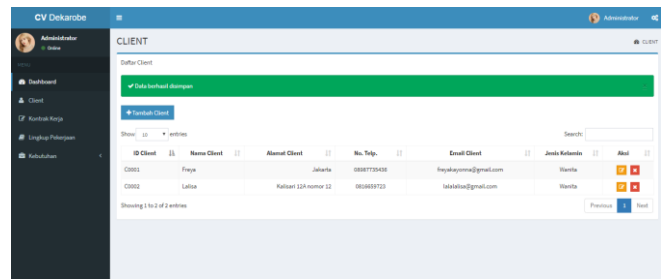 CV Dekarobe
Administrator
Administrator
Online
CLIENT
CLIENT
MENU
Daftar Client
Dashboard
Data berhasil disimpan
Client
Kontrak Kerja
+Tambah Client
Lingkup Pekerjaan
Show 10 entries
Search:
Kebutuhan
ID Client Nama Client Alamat Client No. Telp. Email Client Jenis Kelamin Aksi
C0001 Freya Jakarta 08087735438 freyakayonna@gmail.com Wanita
C0002 Lalisa Kalisari 12A nomor 12 0816659723 lalalalisa@gmail.com Wanita
Showing 1 to 2 of 2 entries
Previous 1 Next